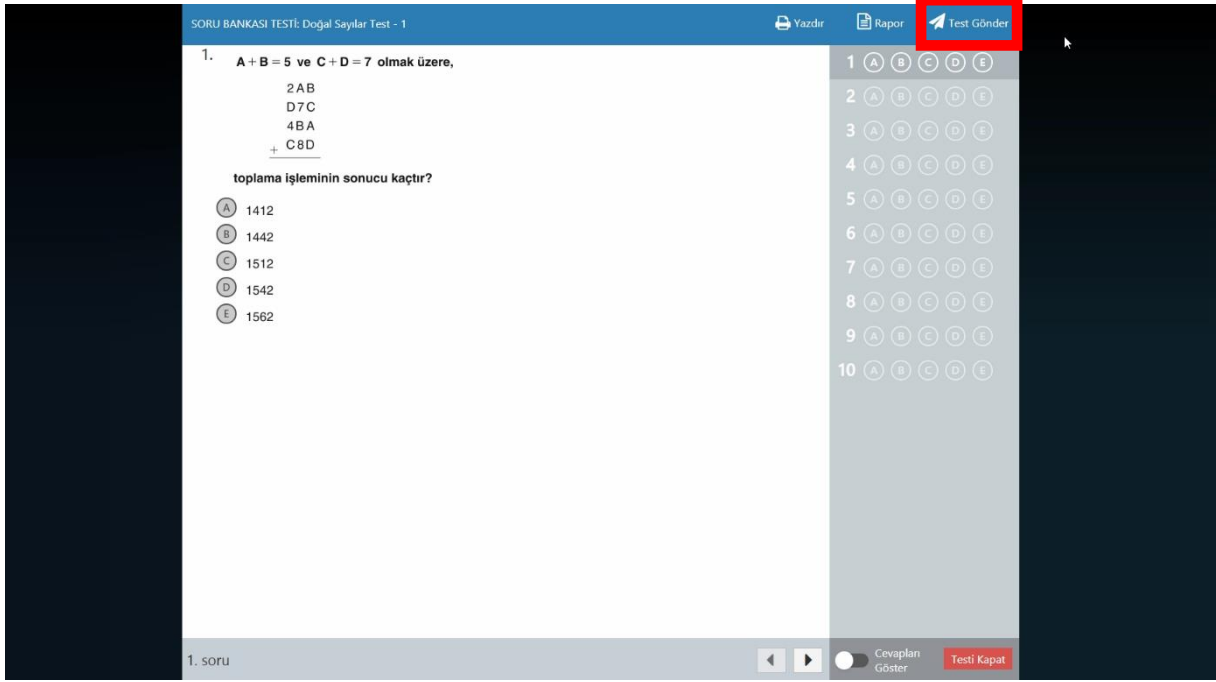 SORU BANKASI TESTİ: Doğal Sayılar Test - 1
Yazdır
Rapor
Test Gönder
1.
A + B = 5 ve C + D = 7 olmak üzere,
2AB
D7C
4BA
+ C8D
toplama işleminin sonucu kaçtır?
A 1412
B 1442
C 1512
D 1542
E 1562
1 A B C D E
2 A B C D E
3 A B C D E
4 A B C D E
5 A B C D E
6 A B C D E
7 A B C D E
8 A B C D E
9 A B C D E
10 A B C D E
1. soru
Cevapları
Göster
Testi Kapat